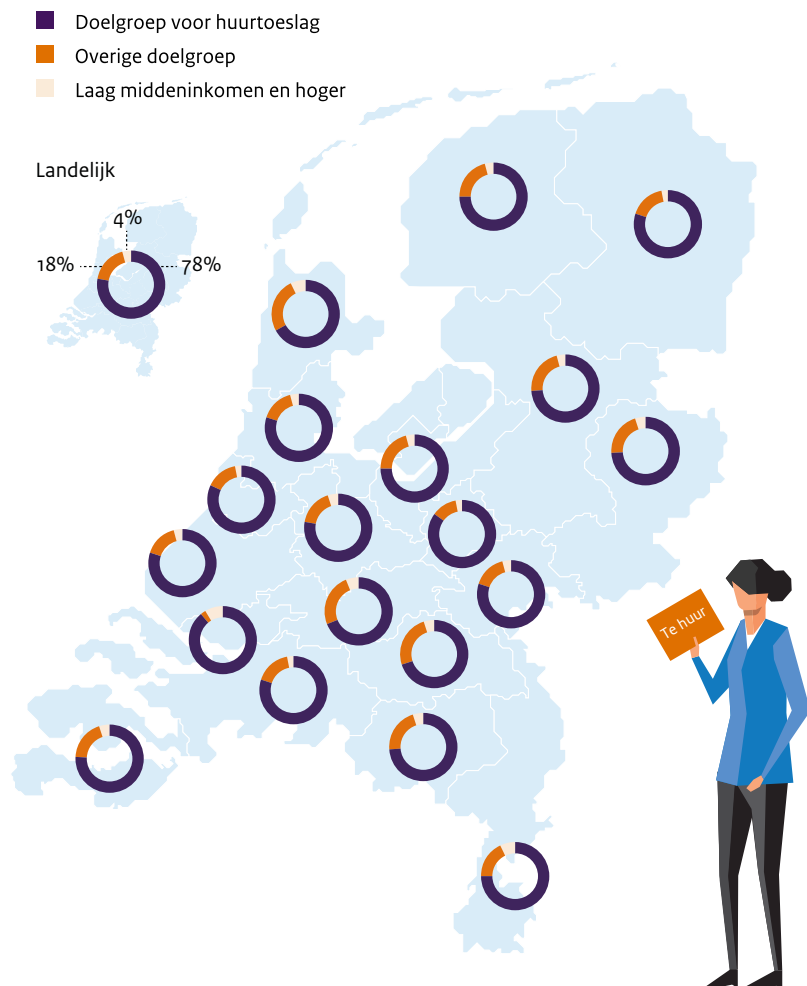 Doelgroep voor huurtoeslag
Overige doelgroep
Laag middeninkomen en hoger
Landelijk
4%
18%
78%
Te huur